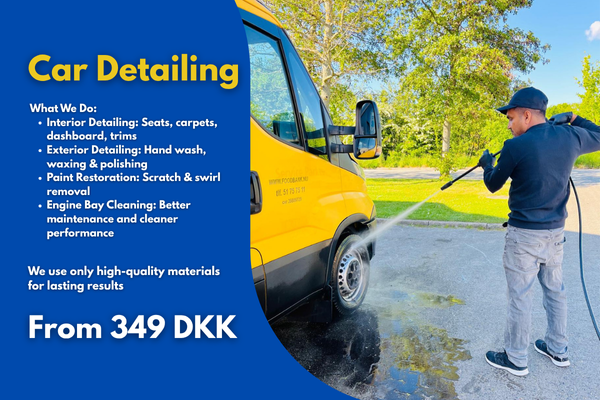 Car Detailing
What We Do:
• Interior Detailing: Seats, carpets,
dashboard, trims
• Exterior Detailing: Hand wash,
waxing & polishing
• Paint Restoration: Scratch & swirl
removal
• Engine Bay Cleaning: Better
maintenance and cleaner
performance
We use only high-quality materials
for lasting results
From 349 DKK